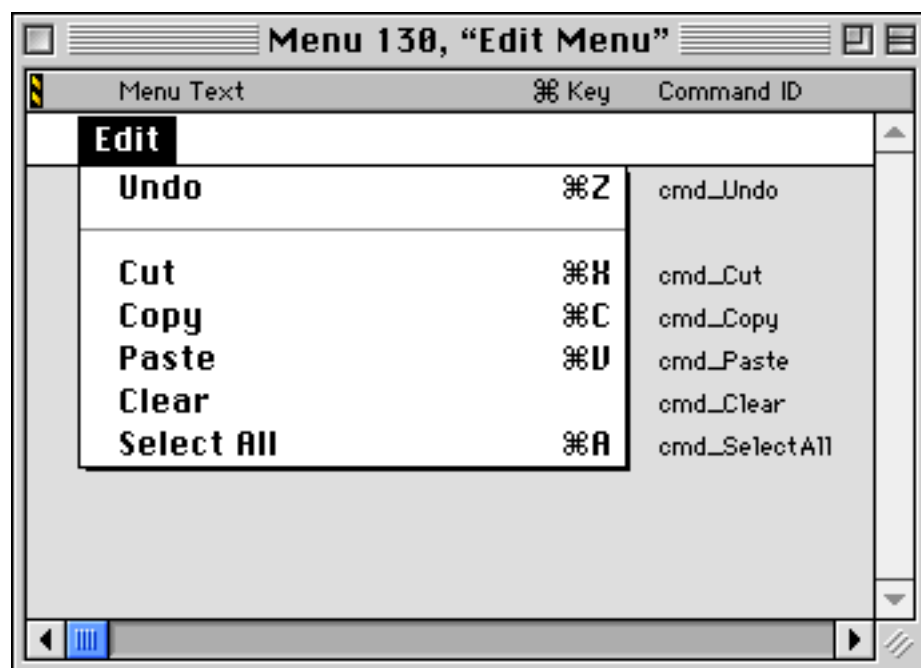 Menu 130, “Edit Menu”
Menu Text ⌘ Key Command ID
Edit
Undo ⌘Z cmd_Undo
Cut ⌘X cmd_Cut
Copy ⌘C cmd_Copy
Paste ⌘V cmd_Paste
Clear cmd_Clear
Select All ⌘A cmd_SelectAll